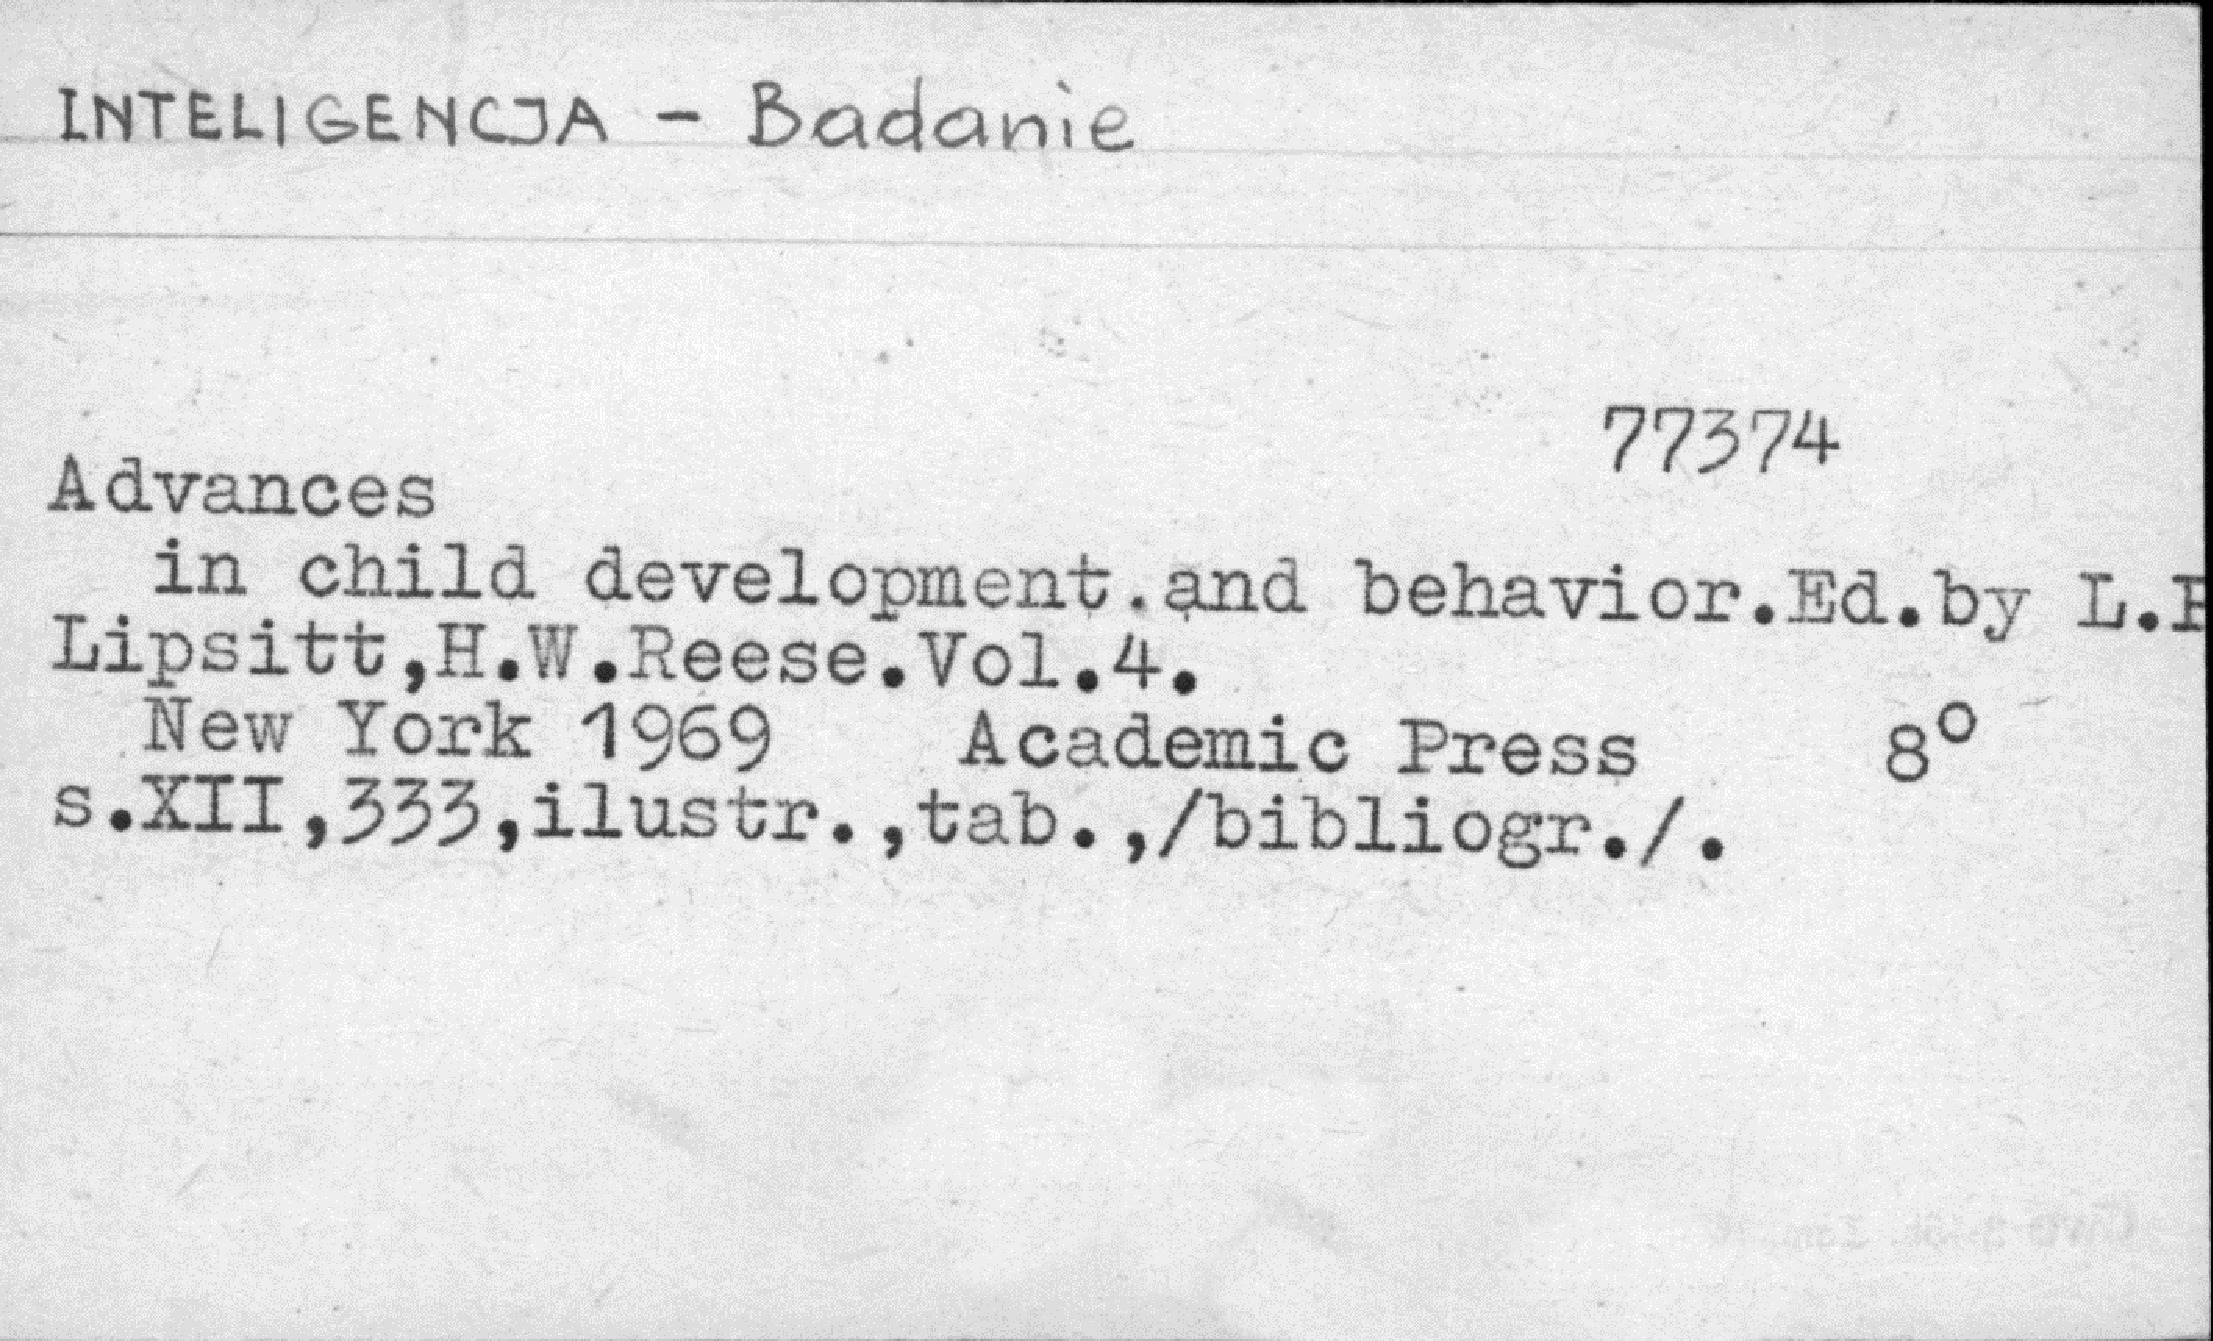 INTELIGENCJA - Badanie
77374
Advances
in child development.and behavior.Ed.by L.P
Lipsitt,H.W.Reese.Vol.4.
New York 1969 Academic Press 8°
s.XII,333,ilustr.,tab.,/bibliogr./.